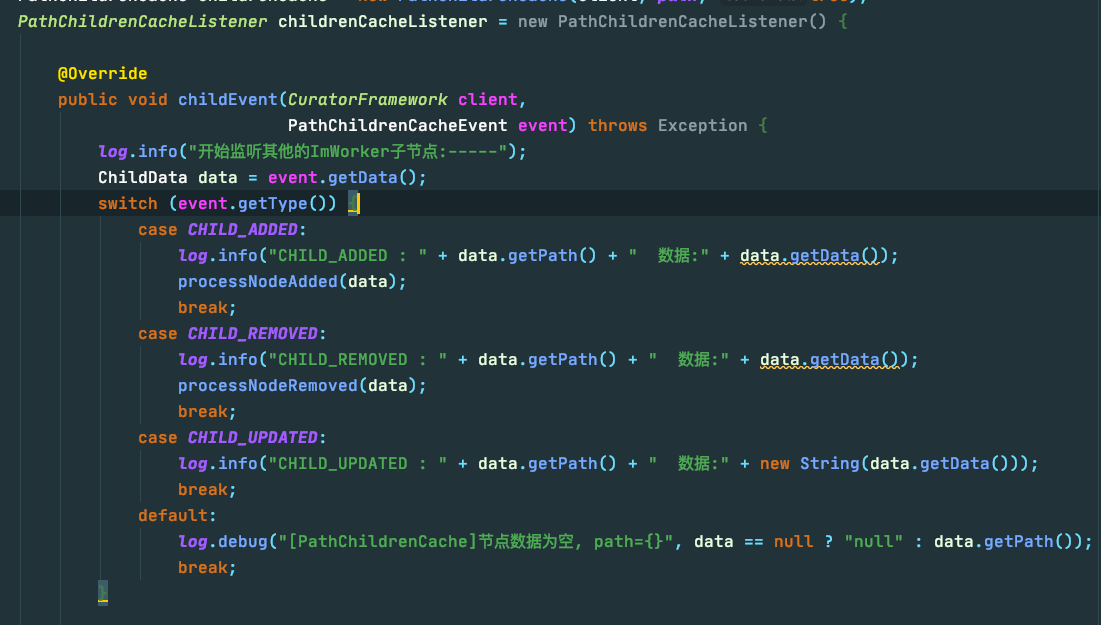 PathChildrenCacheListener childrenCacheListener = new PathChildrenCacheListener() {
@Override
public void childEvent(CuratorFramework client,
PathChildrenCacheEvent event) throws Exception {
log.info("开始监听其他的ImWorker子节点:-----");
ChildData data = event.getData();
switch (event.getType()) {
case CHILD_ADDED:
log.info("CHILD_ADDED : " + data.getPath() + "  数据:" + data.getData());
processNodeAdded(data);
break;
case CHILD_REMOVED:
log.info("CHILD_REMOVED : " + data.getPath() + "  数据:" + data.getData());
processNodeRemoved(data);
break;
case CHILD_UPDATED:
log.info("CHILD_UPDATED : " + data.getPath() + "  数据:" + new String(data.getData()));
break;
default:
log.debug("[PathChildrenCache]节点数据为空, path={}", data == null ? "null" : data.getPath());
break;
}